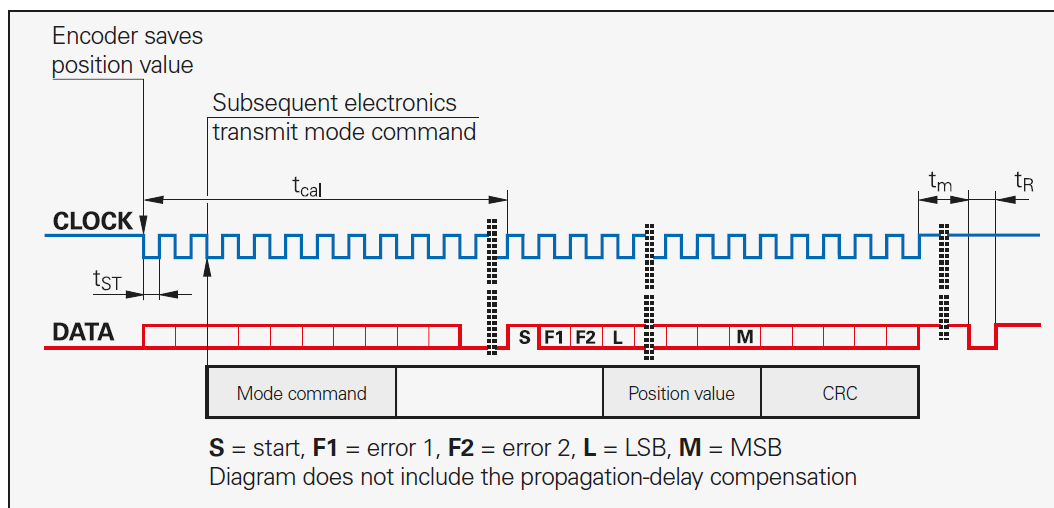 Encoder saves
position value
Subsequent electronics
transmit mode command
tcal
tm
tR
CLOCK
tST
DATA
S F1 F2 L M
Mode command
Position value
CRC
S = start, F1 = error 1, F2 = error 2, L = LSB, M = MSB
Diagram does not include the propagation-delay compensation